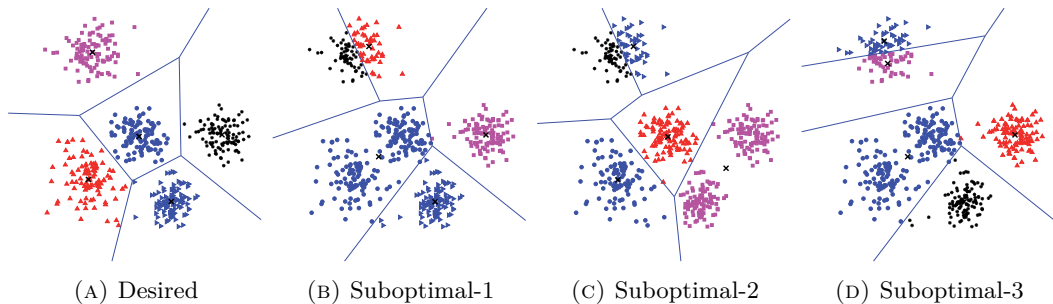 (A) Desired
(B) Suboptimal-1
(C) Suboptimal-2
(D) Suboptimal-3